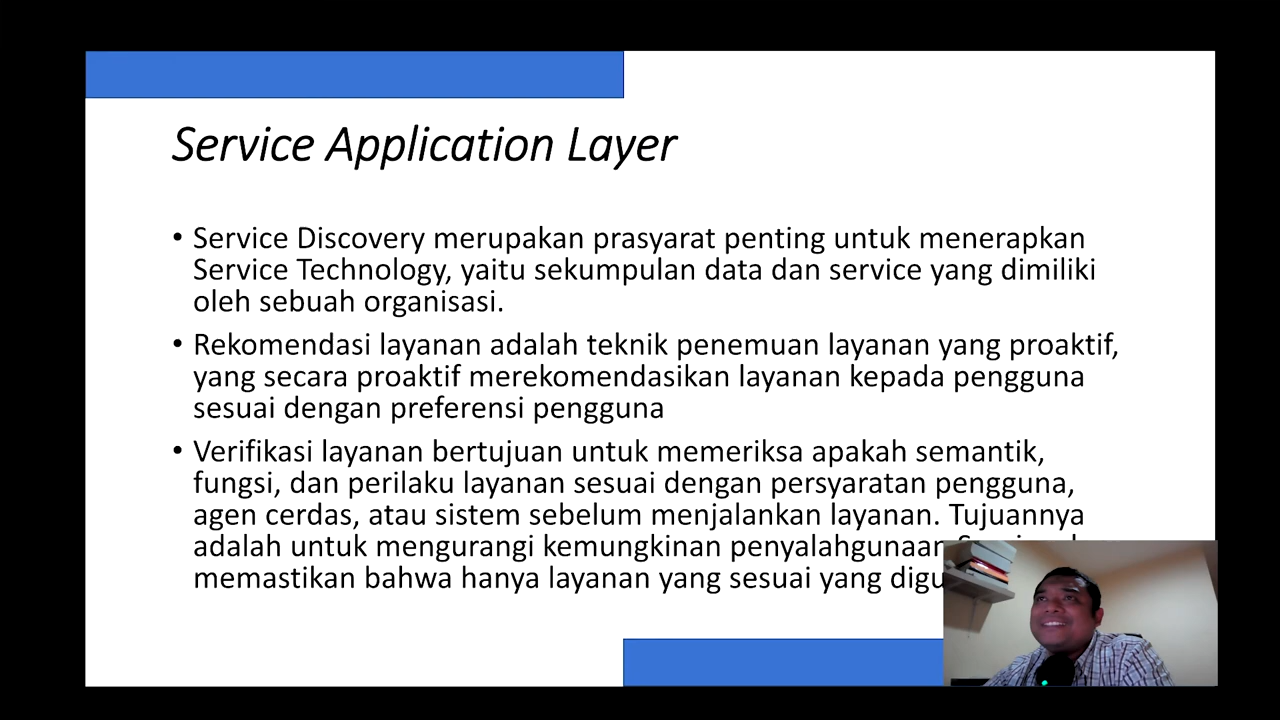 Service Application Layer
• Service Discovery merupakan prasyarat penting untuk menerapkan
Service Technology, yaitu sekumpulan data dan service yang dimiliki
oleh sebuah organisasi.
• Rekomendasi layanan adalah teknik penemuan layanan yang proaktif,
yang secara proaktif merekomendasikan layanan kepada pengguna
sesuai dengan preferensi pengguna
• Verifikasi layanan bertujuan untuk memeriksa apakah semantik,
fungsi, dan perilaku layanan sesuai dengan persyaratan pengguna,
agen cerdas, atau sistem sebelum menjalankan layanan. Tujuannya
adalah untuk mengurangi kemungkinan penyalahgunaan
memastikan bahwa hanya layanan yang sesuai yang